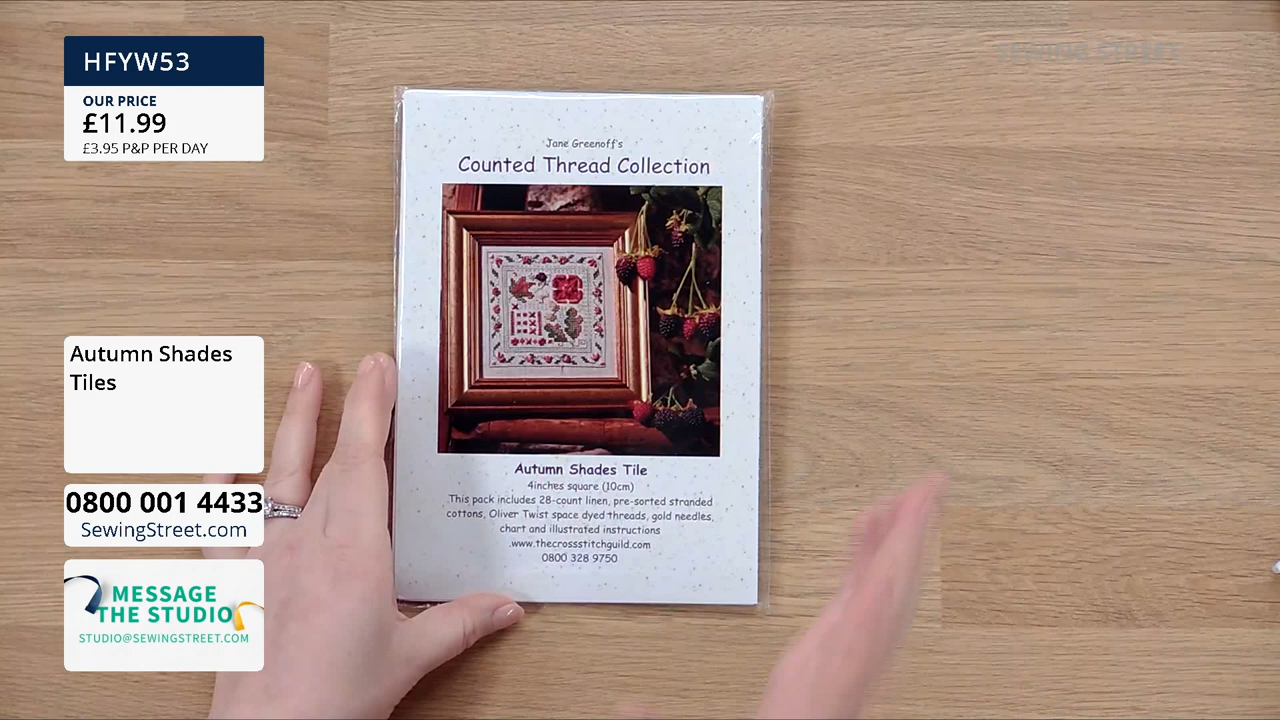 HFYW53
OUR PRICE
£11.99
£3.95 P&P PER DAY
SEWING STREET
Jane Greenoff's
Counted Thread Collection
Autumn Shades Tile
4inches square (10cm)
This pack includes 28-count linen, pre-sorted stranded
cottons, Oliver Twist space dyed threads, gold needles,
chart and illustrated instructions
www.thecrossstitchguild.com
0800 328 9750
Autumn Shades
Tiles
0800 001 4433
SewingStreet.com
MESSAGE
THE STUDIO
STUDIO@SEWINGSTREET.COM